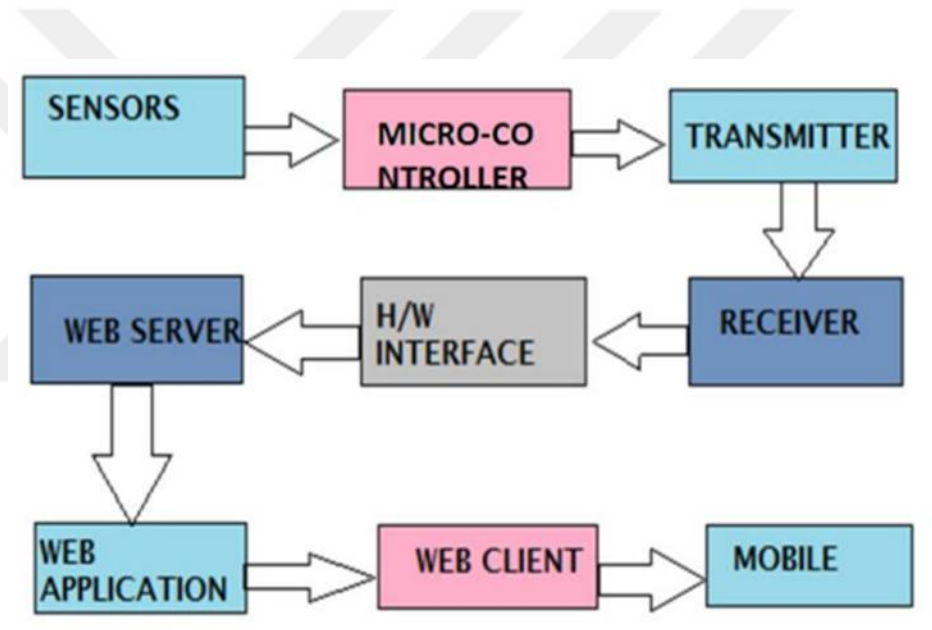 SENSORS
MICRO-CO
NTROLLER
TRANSMITTER
WEB SERVER
H/W
INTERFACE
RECEIVER
WEB
APPLICATION
WEB CLIENT
MOBILE